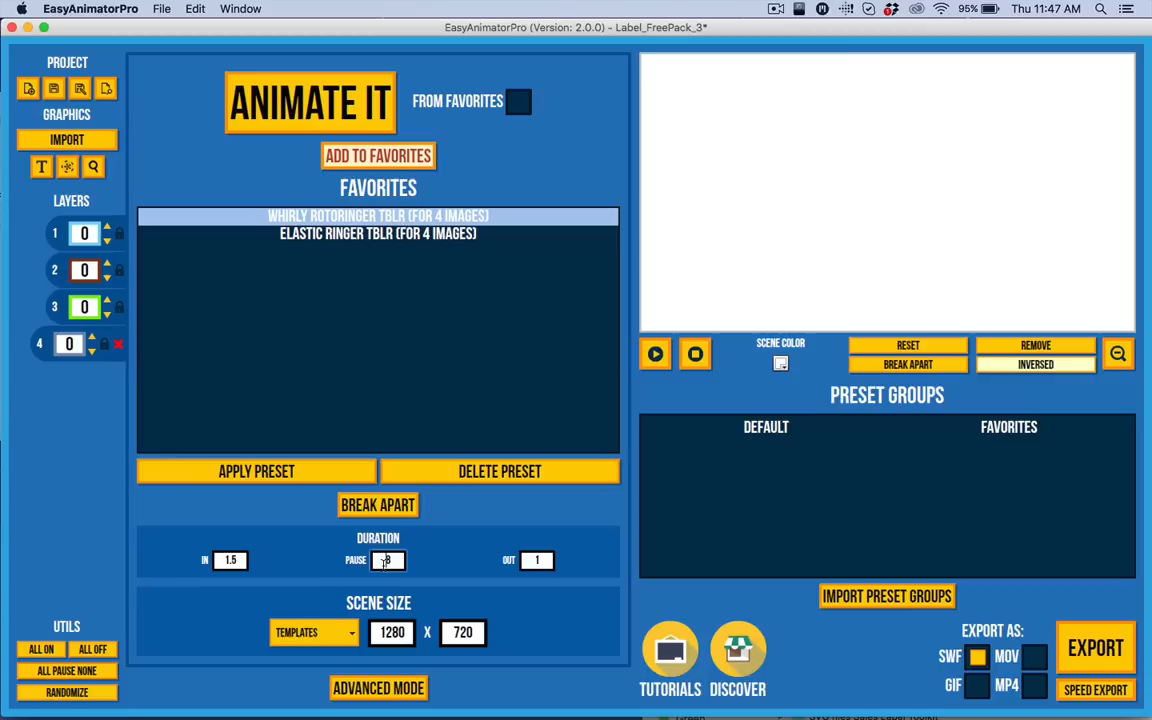 EasyAnimatorPro File Edit Window 95% Thu 11:47 AM
EasyAnimatorPro (Version: 2.0.0) - Label_FreePack_3*
PROJECT
GRAPHICS
IMPORT
T
LAYERS
1 0
2 0
3 0
4 0
UTILS
ALL ON ALL OFF
ALL PAUSE NONE
RANDOMIZE
ANIMATE IT FROM FAVORITES
ADD TO FAVORITES
FAVORITES
WHIRLY ROTORINGER TBLR (FOR 4 IMAGES)
ELASTIC RINGER TBLR (FOR 4 IMAGES)
APPLY PRESET DELETE PRESET
BREAK APART
DURATION
IN 1.5 PAUSE 8 OUT 1
SCENE SIZE
TEMPLATES 1280 X 720
ADVANCED MODE
SCENE COLOR
RESET REMOVE
BREAK APART INVERSED
PRESET GROUPS
DEFAULT FAVORITES
IMPORT PRESET GROUPS
TUTORIALS DISCOVER
EXPORT AS:
SWF MOV
GIF MP4
EXPORT
SPEED EXPORT